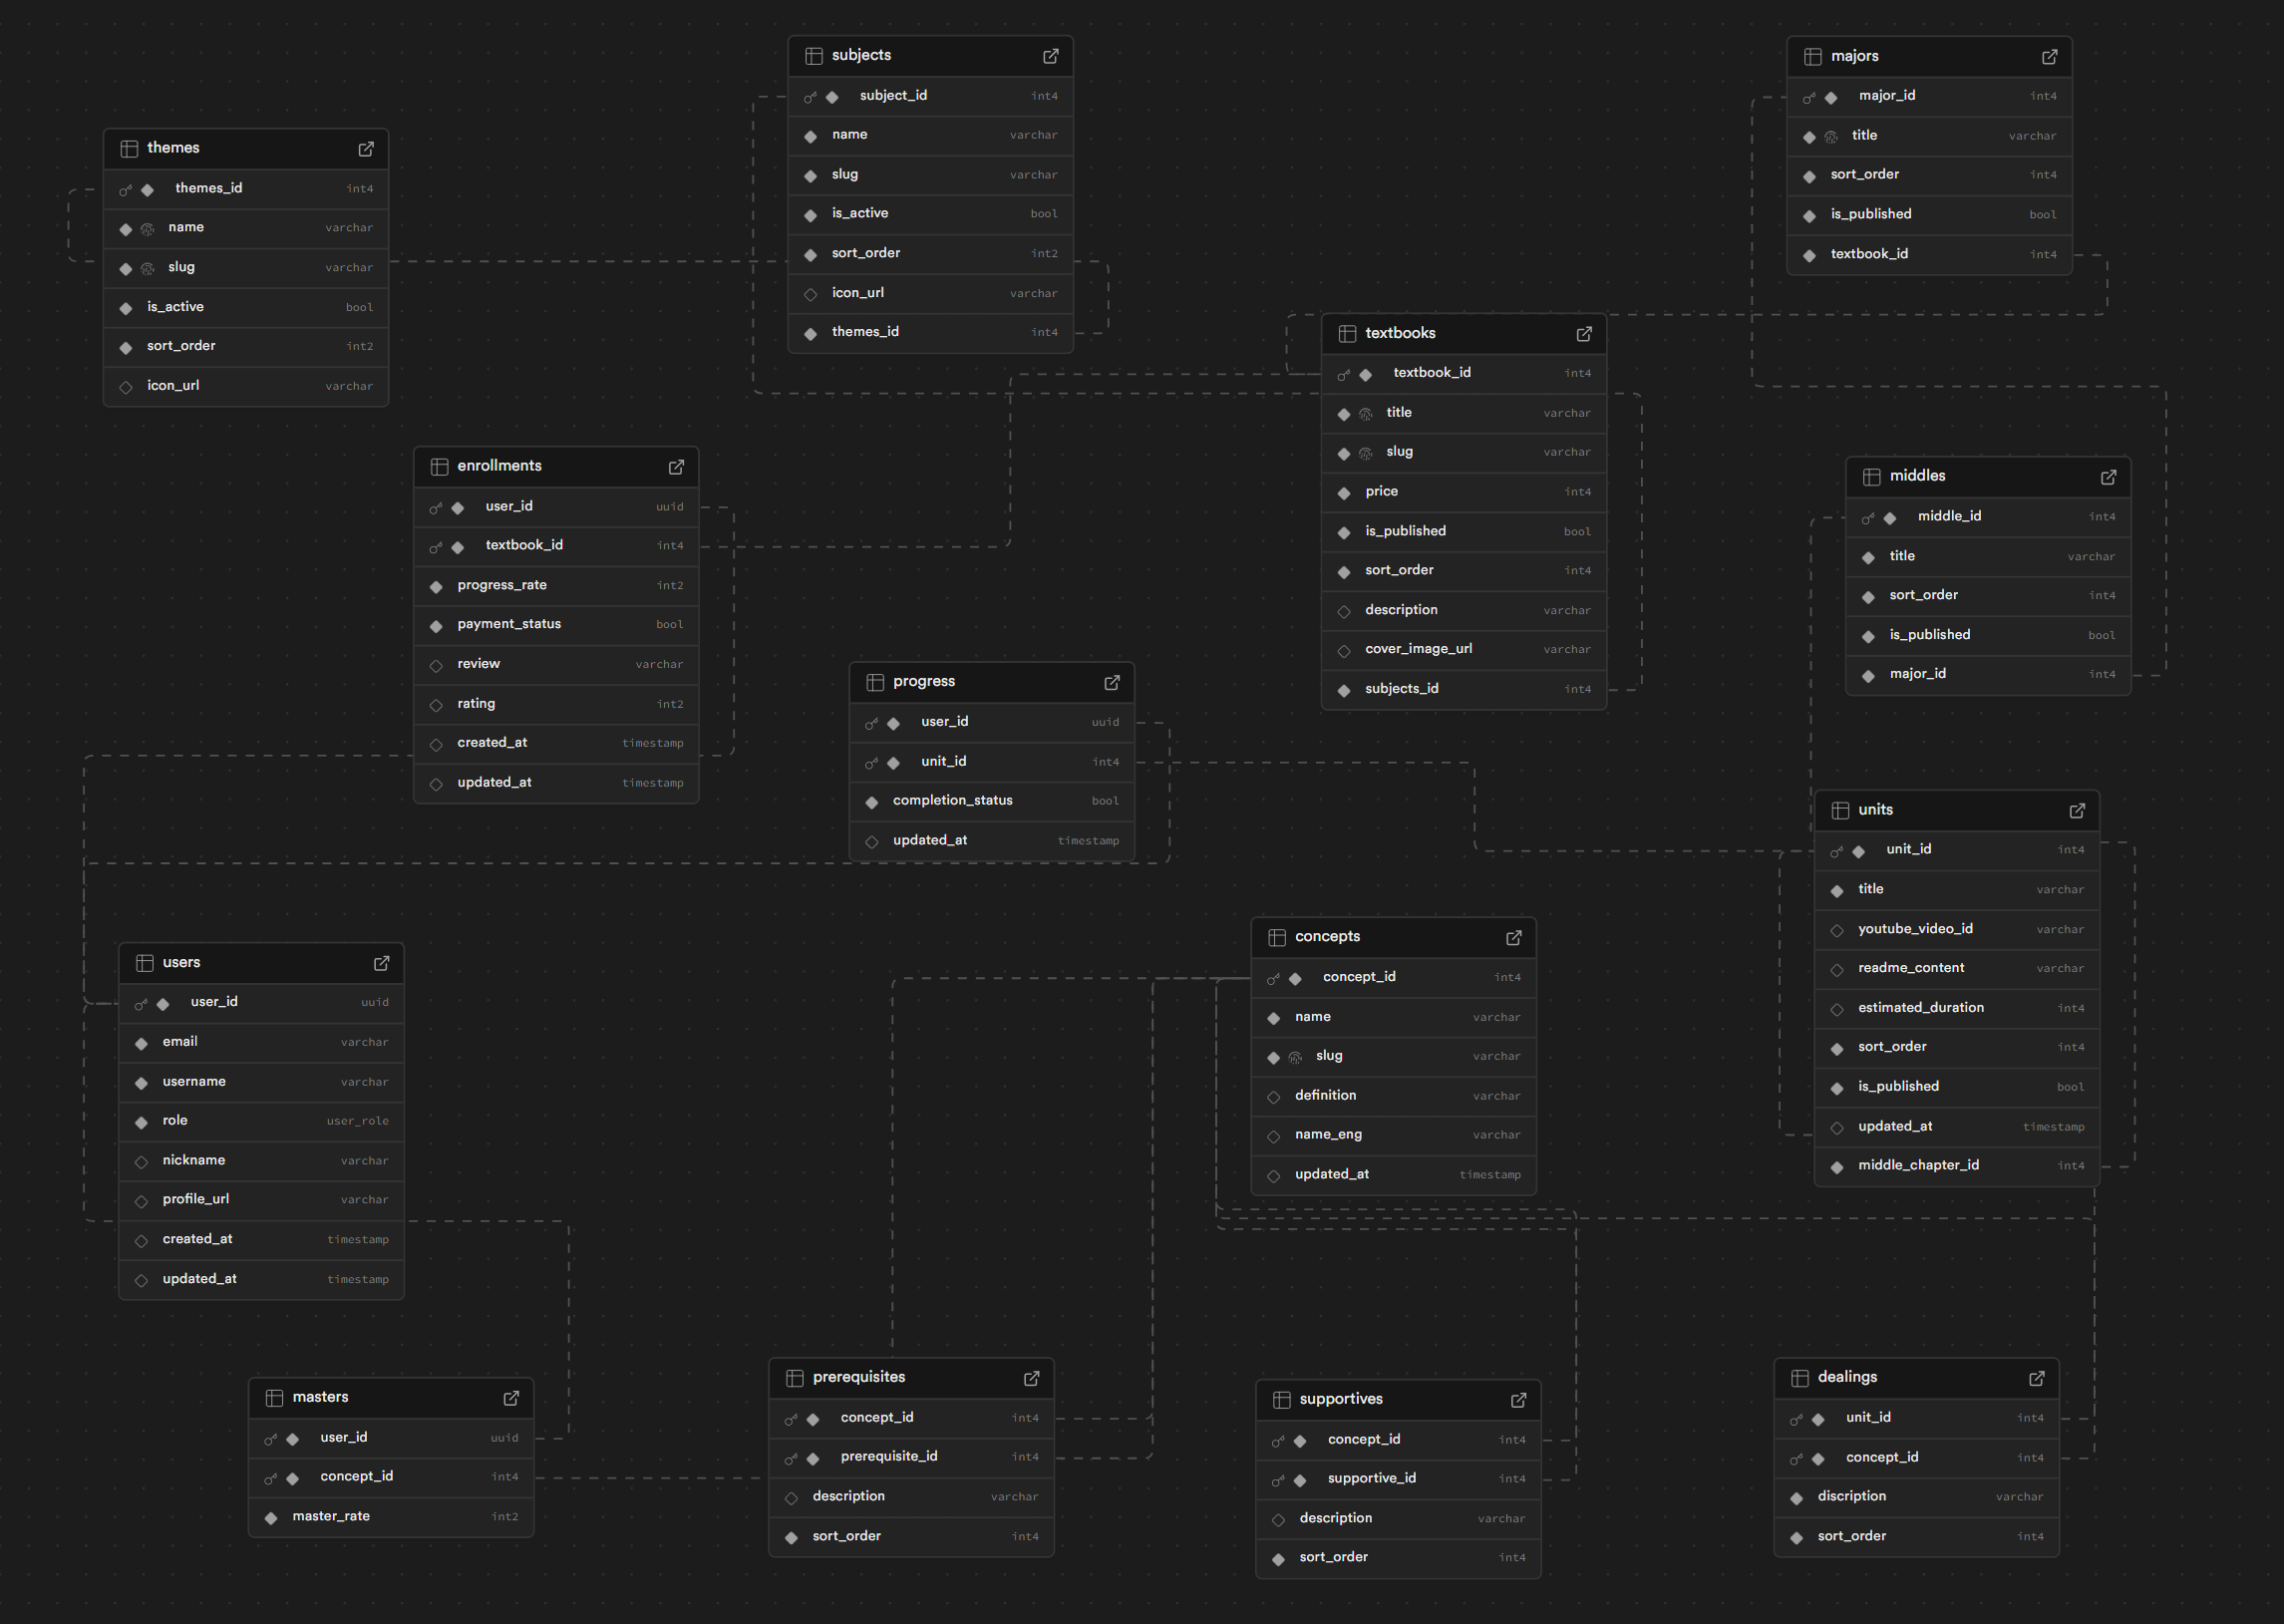 subjects
subject_id int4
name varchar
slug varchar
is_active bool
sort_order int2
icon_url varchar
themes_id int4
majors
major_id int4
title varchar
sort_order int4
is_published bool
textbook_id int4
themes
themes_id int4
name varchar
slug varchar
is_active bool
sort_order int2
icon_url varchar
textbooks
textbook_id int4
title varchar
slug varchar
price int4
is_published bool
sort_order int4
description varchar
cover_image_url varchar
subjects_id int4
enrollments
user_id uuid
textbook_id int4
progress_rate int2
payment_status bool
review varchar
rating int2
created_at timestamp
updated_at timestamp
middles
middle_id int4
title varchar
sort_order int4
is_published bool
major_id int4
progress
user_id uuid
unit_id int4
completion_status bool
updated_at timestamp
units
unit_id int4
title varchar
youtube_video_id varchar
readme_content varchar
estimated_duration int4
sort_order int4
is_published bool
updated_at timestamp
middle_chapter_id int4
concepts
concept_id int4
name varchar
slug varchar
definition varchar
name_eng varchar
updated_at timestamp
users
user_id uuid
email varchar
username varchar
role user_role
nickname varchar
profile_url varchar
created_at timestamp
updated_at timestamp
masters
user_id uuid
concept_id int4
master_rate int2
prerequisites
concept_id int4
prerequisite_id int4
description varchar
sort_order int4
supportives
concept_id int4
supportive_id int4
description varchar
sort_order int4
dealings
unit_id int4
concept_id int4
discription varchar
sort_order int4